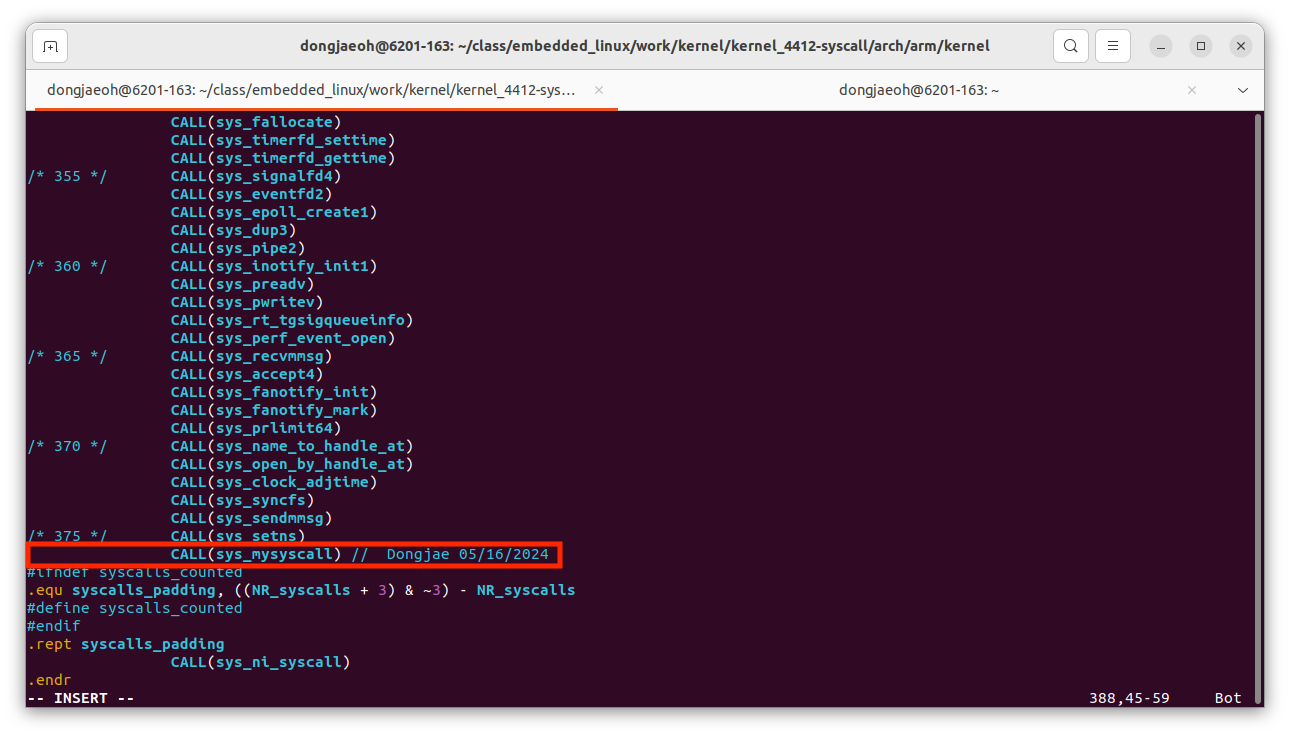 dongjaeoh@6201-163: ~/class/embedded_linux/work/kernel/kernel_4412-syscall/arch/arm/kernel
dongjaeoh@6201-163: ~/class/embedded_linux/work/kernel/kernel_4412-sys... dongjaeoh@6201-163: ~
CALL(sys_fallocate)
CALL(sys_timerfd_settime)
CALL(sys_timerfd_gettime)
/* 355 */ CALL(sys_signalfd4)
CALL(sys_eventfd2)
CALL(sys_epoll_create1)
CALL(sys_dup3)
CALL(sys_pipe2)
/* 360 */ CALL(sys_inotify_init1)
CALL(sys_preadv)
CALL(sys_pwritev)
CALL(sys_rt_tgsigqueueinfo)
CALL(sys_perf_event_open)
/* 365 */ CALL(sys_recvmmsg)
CALL(sys_accept4)
CALL(sys_fanotify_init)
CALL(sys_fanotify_mark)
CALL(sys_prlimit64)
/* 370 */ CALL(sys_name_to_handle_at)
CALL(sys_open_by_handle_at)
CALL(sys_clock_adjtime)
CALL(sys_syncfs)
CALL(sys_sendmmsg)
/* 375 */ CALL(sys_setns)
CALL(sys_mysyscall) //  Dongjae 05/16/2024
#ifndef syscalls_counted
.equ syscalls_padding, ((NR_syscalls + 3) & ~3) - NR_syscalls
#define syscalls_counted
#endif
.rept syscalls_padding
CALL(sys_ni_syscall)
.endr
-- INSERT -- 388,45-59 Bot